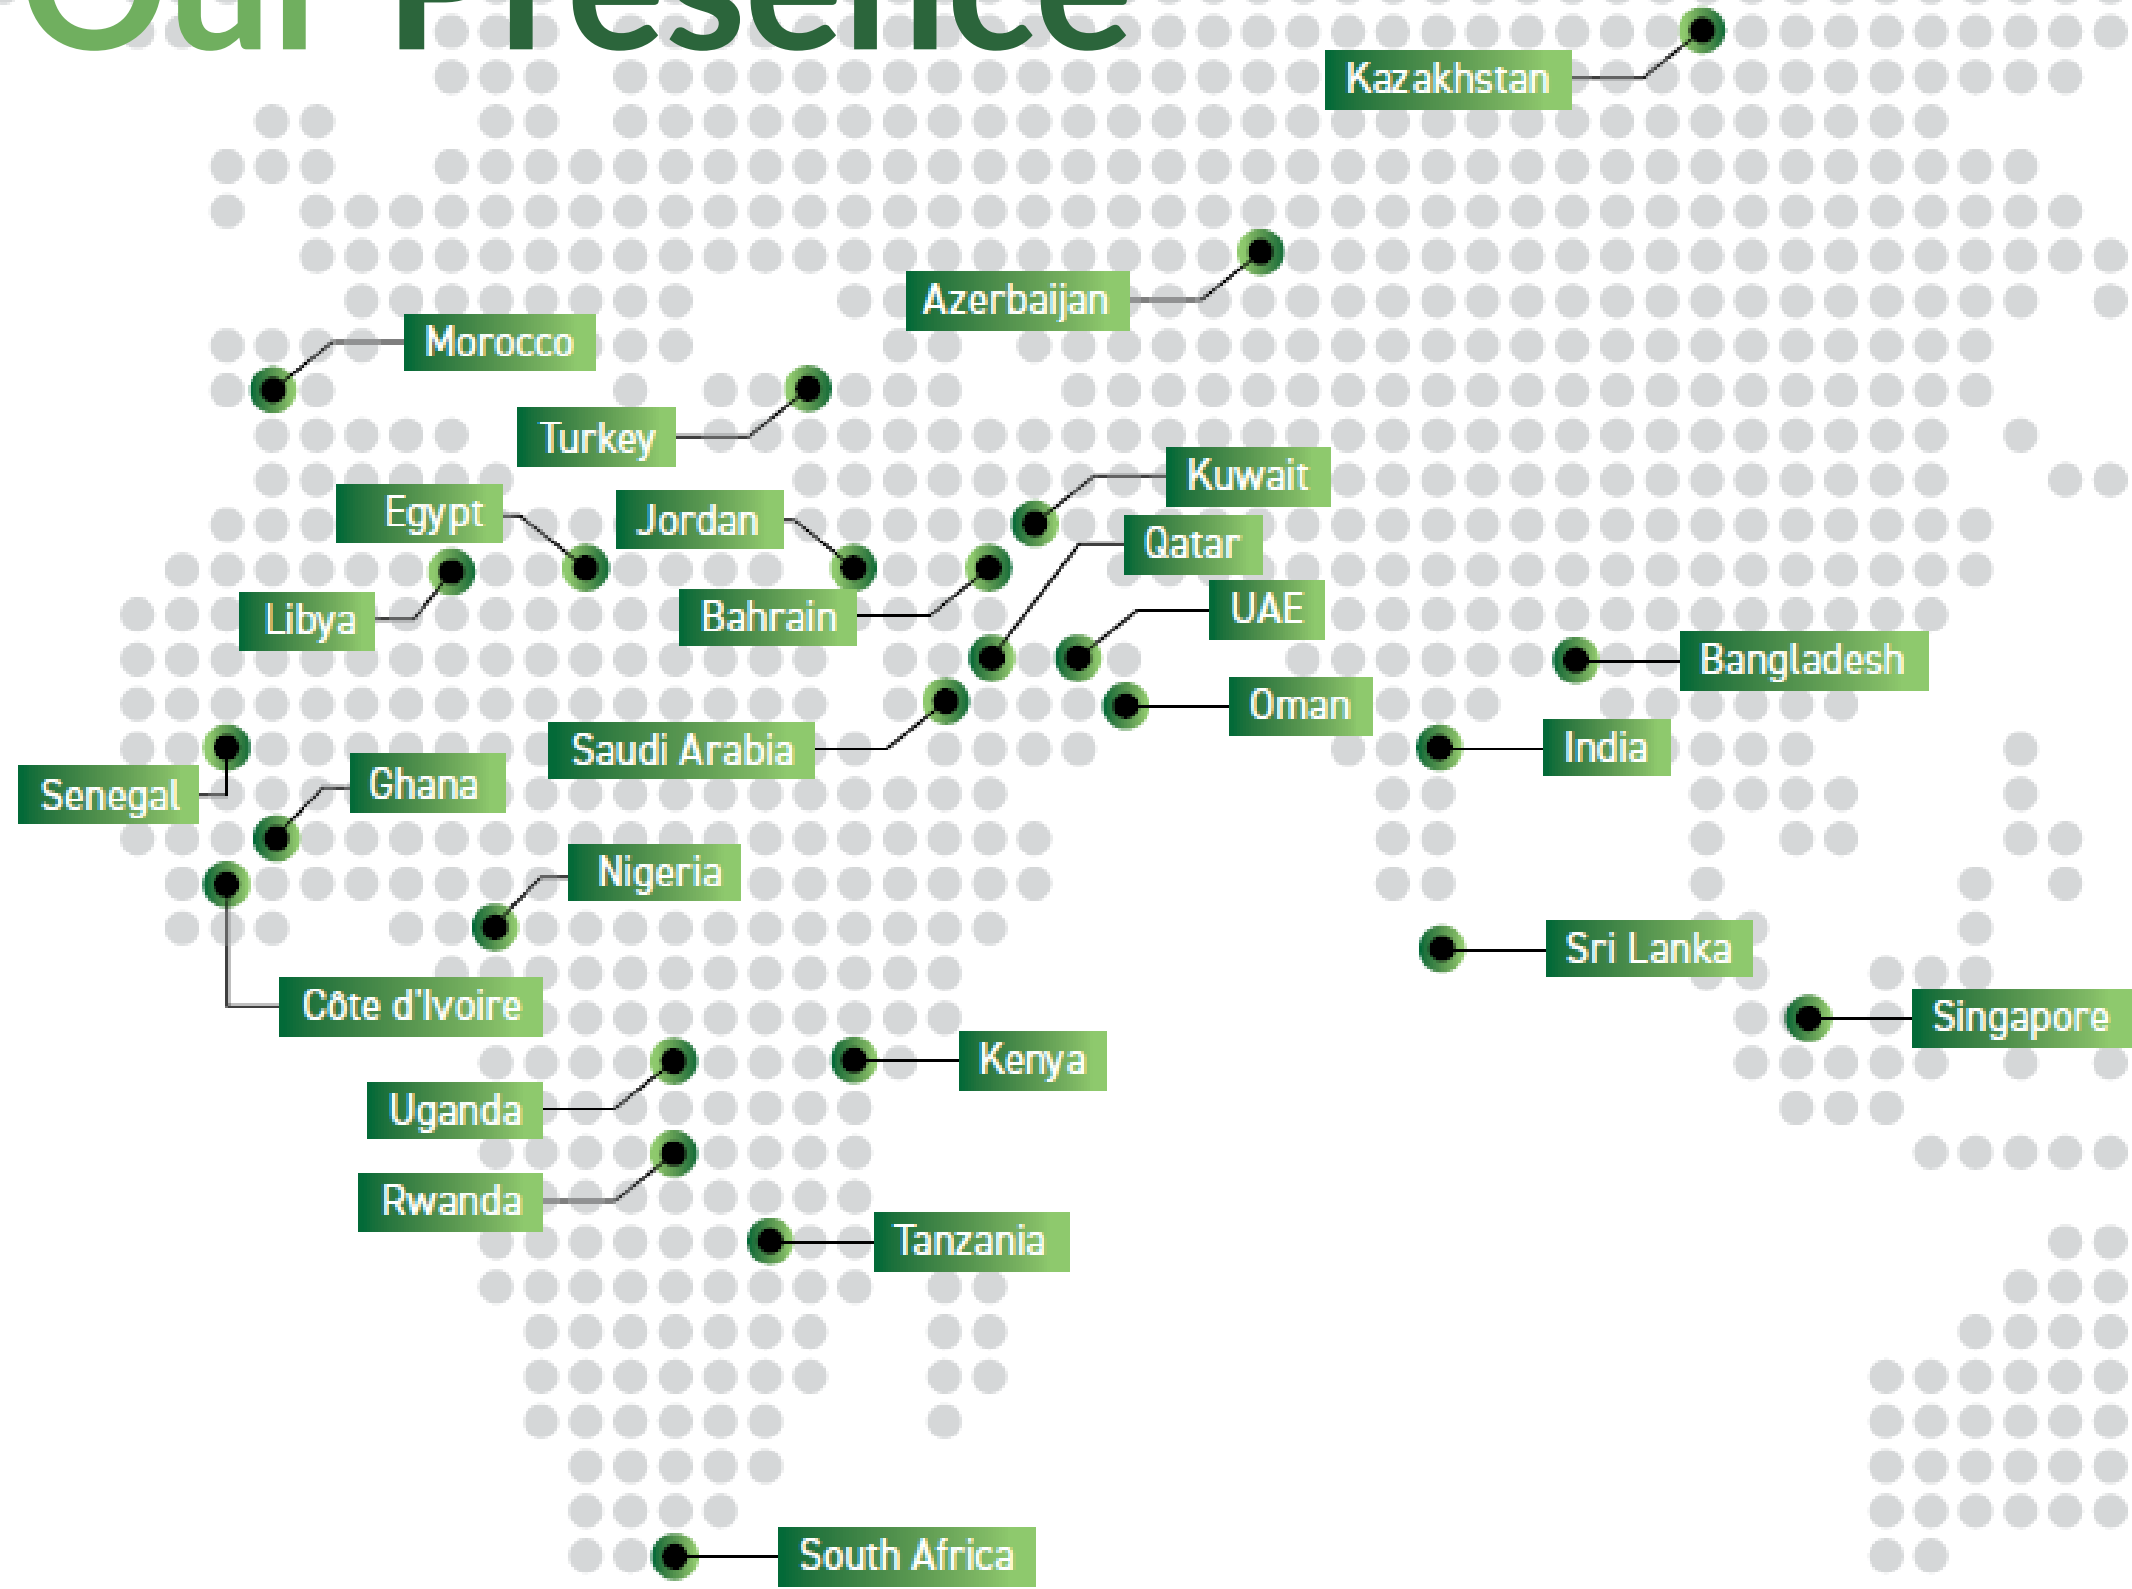 Our Presence
Kazakhstan
Azerbaijan
Morocco
Turkey
Kuwait
Egypt
Jordan
Qatar
Libya
Bahrain
UAE
Bangladesh
Oman
Saudi Arabia
India
Senegal
Ghana
Nigeria
Sri Lanka
Côte d'Ivoire
Singapore
Kenya
Uganda
Rwanda
Tanzania
South Africa